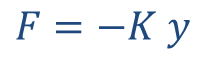 F = −K y